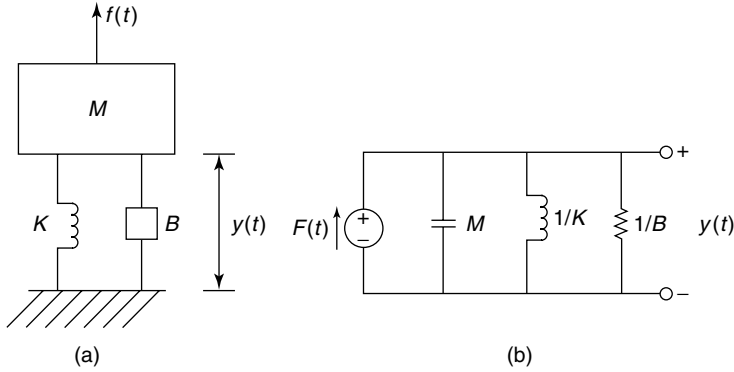 f(t)
M
K
B
y(t)
(a)
F(t)
+
−
M
1/K
1/B
+
y(t)
−
(b)